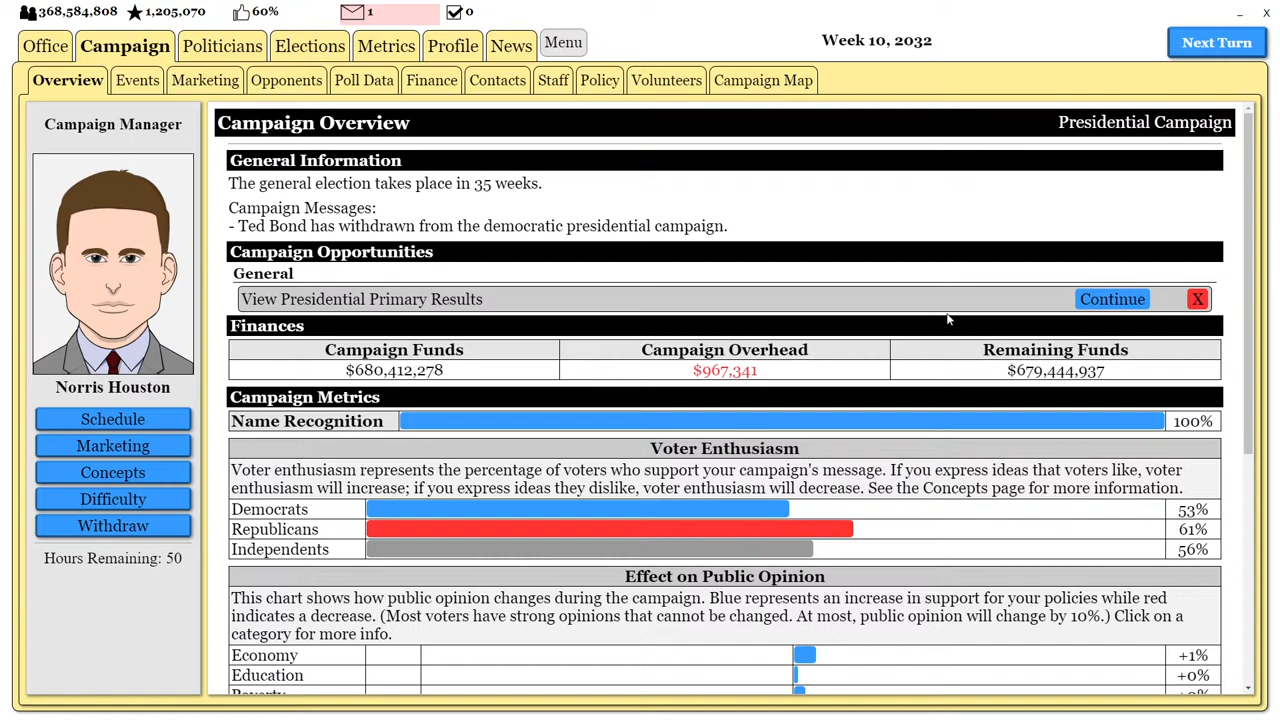 368,584,808 1,205,070 60% 1 0
_ X
Office Campaign Politicians Elections Metrics Profile News Menu Week 10, 2032 Next Turn
Overview Events Marketing Opponents Poll Data Finance Contacts Staff Policy Volunteers Campaign Map
Campaign Manager
Norris Houston
Schedule
Marketing
Concepts
Difficulty
Withdraw
Hours Remaining: 50
Campaign Overview Presidential Campaign
General Information
The general election takes place in 35 weeks.
Campaign Messages:
- Ted Bond has withdrawn from the democratic presidential campaign.
Campaign Opportunities
General
View Presidential Primary Results Continue X
Finances
Campaign Funds Campaign Overhead Remaining Funds
$680,412,278 $967,341 $679,444,937
Campaign Metrics
Name Recognition 100%
Voter Enthusiasm
Voter enthusiasm represents the percentage of voters who support your campaign's message. If you express ideas that voters like, voter
enthusiasm will increase; if you express ideas they dislike, voter enthusiasm will decrease. See the Concepts page for more information.
Democrats 53%
Republicans 61%
Independents 56%
Effect on Public Opinion
This chart shows how public opinion changes during the campaign. Blue represents an increase in support for your policies while red
indicates a decrease. (Most voters have strong opinions that cannot be changed. At most, public opinion will change by 10%.) Click on a
category for more info.
Economy +1%
Education +0%
Poverty +0%